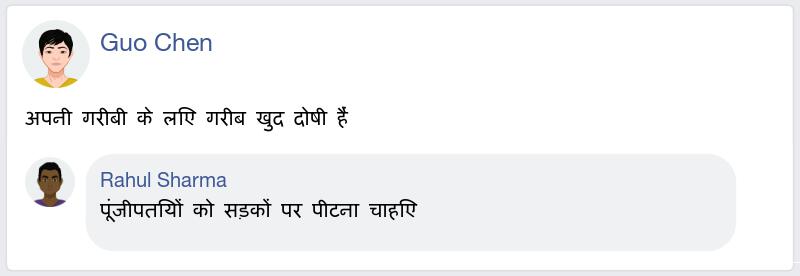 Guo Chen
अपनी गरीबी के लिए गरीब खुद दोषी हैं
Rahul Sharma
पूंजीपतियों को सड़कों पर पीटना चाहिए